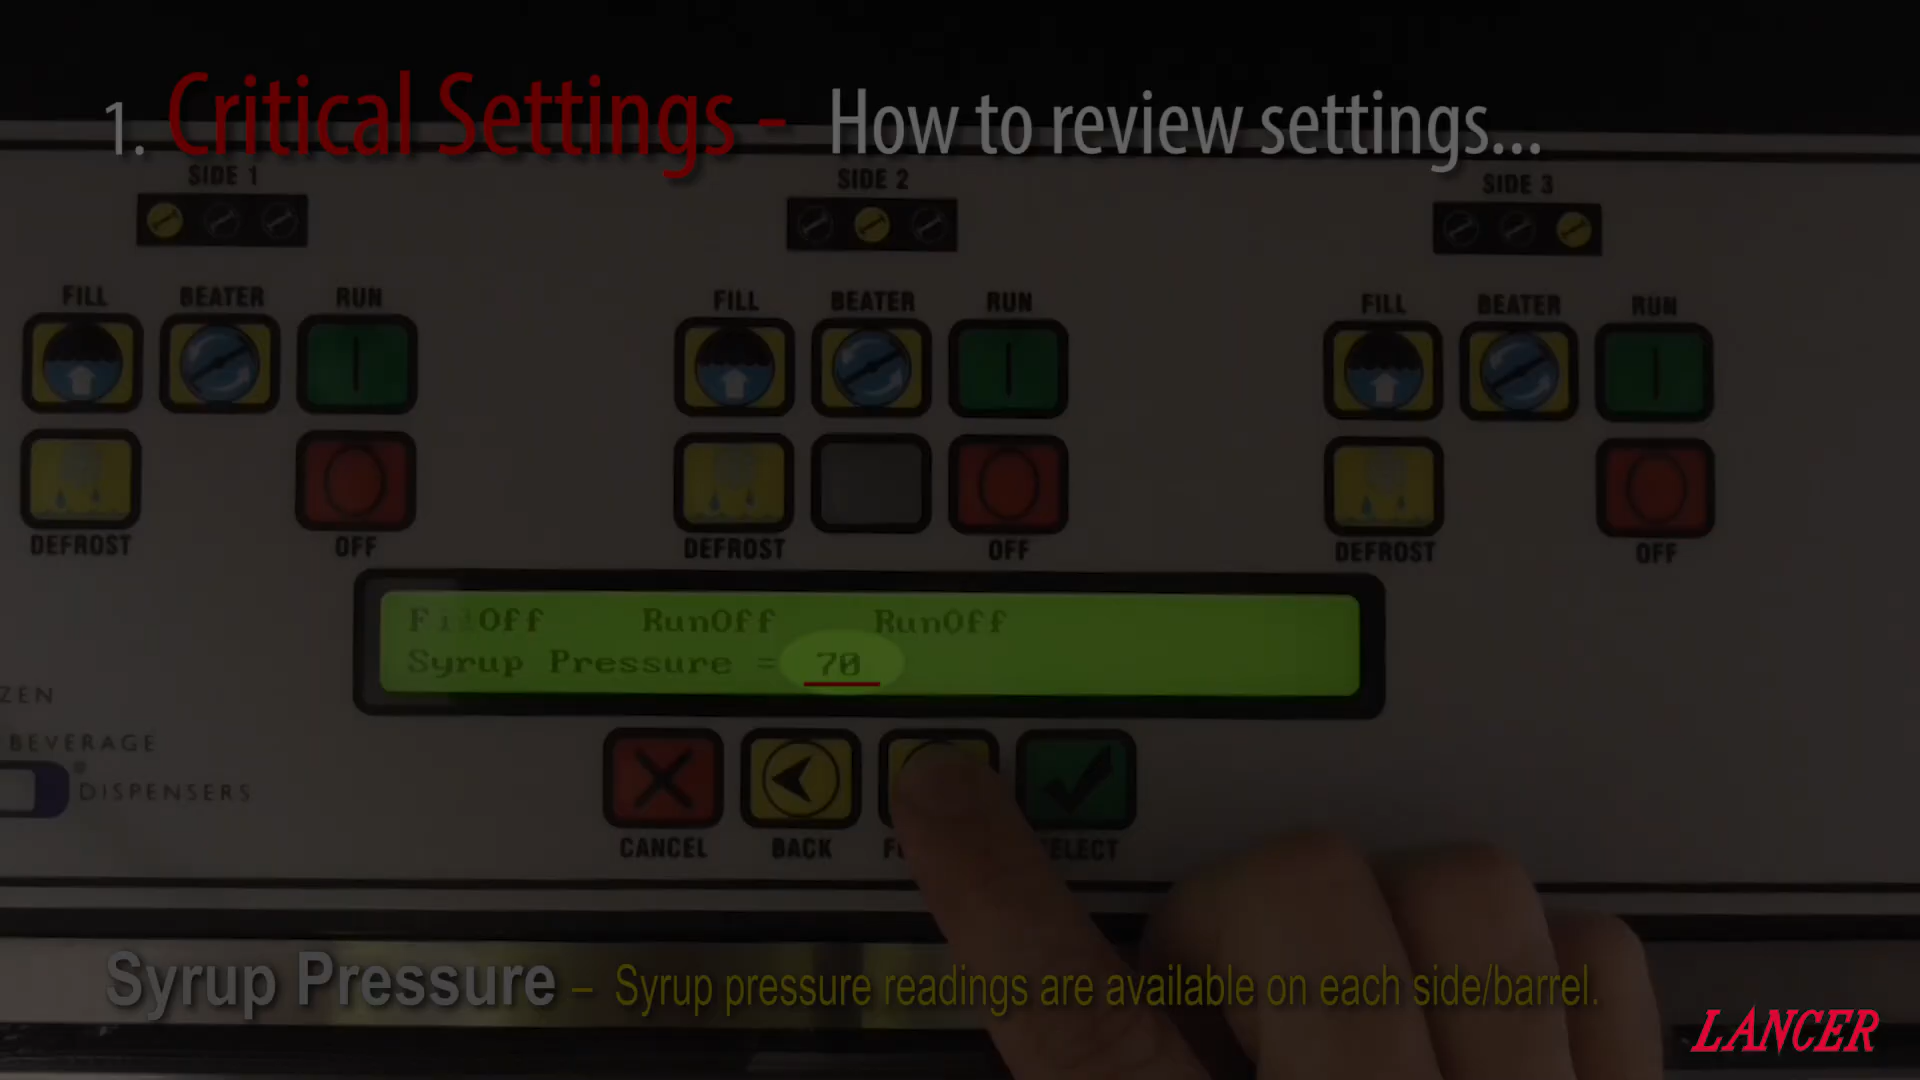 1. Critical Settings - How to review settings...
SIDE 1
SIDE 2
SIDE 3
FILL BEATER RUN
FILL BEATER RUN
FILL BEATER RUN
DEFROST OFF
DEFROST OFF
DEFROST OFF
FilOff RunOff RunOff
Syrup Pressure = 70
ZEN
BEVERAGE
DISPENSERS
CANCEL BACK
Syrup Pressure – Syrup pressure readings are available on each side/barrel.
LANCER